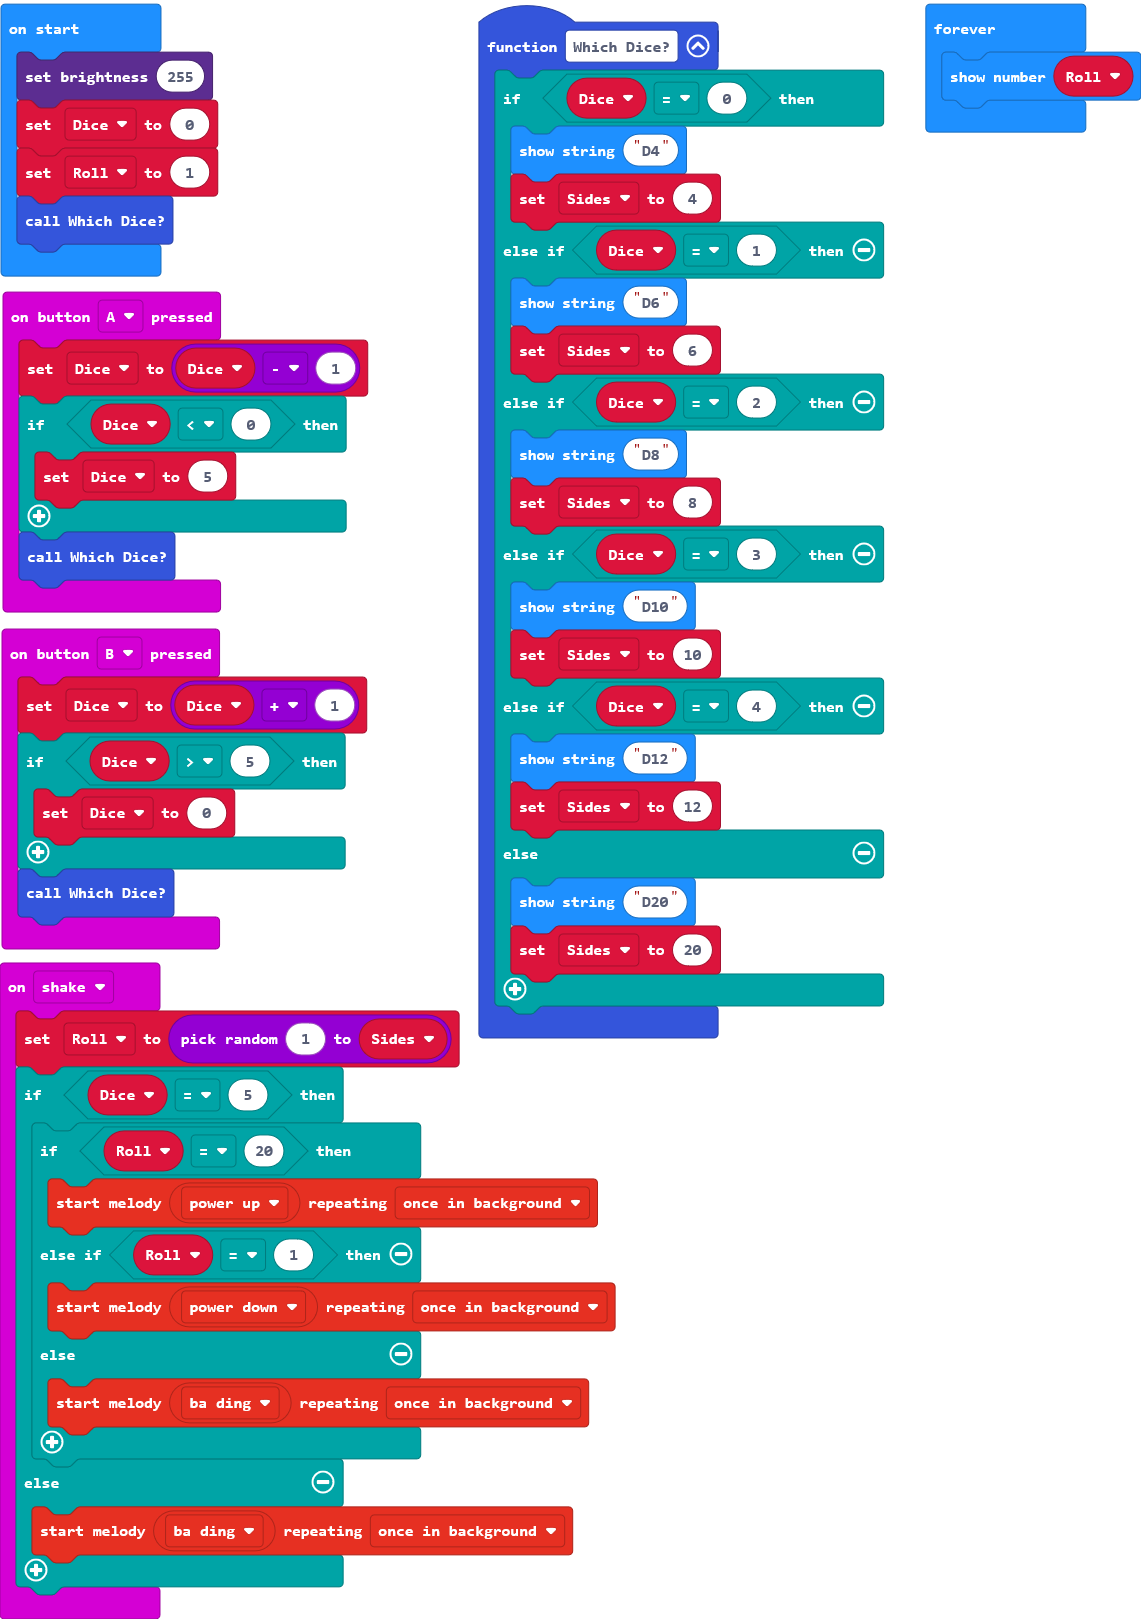 on start
set brightness 255
set Dice to 0
set Roll to 1
call Which Dice?
on button A pressed
set Dice to Dice - 1
if Dice < 0 then
set Dice to 5
call Which Dice?
on button B pressed
set Dice to Dice + 1
if Dice > 5 then
set Dice to 0
call Which Dice?
on shake
set Roll to pick random 1 to Sides
if Dice = 5 then
if Roll = 20 then
start melody power up repeating once in background
else if Roll = 1 then
start melody power down repeating once in background
else
start melody ba ding repeating once in background
else
start melody ba ding repeating once in background
function Which Dice?
if Dice = 0 then
show string "D4"
set Sides to 4
else if Dice = 1 then
show string "D6"
set Sides to 6
else if Dice = 2 then
show string "D8"
set Sides to 8
else if Dice = 3 then
show string "D10"
set Sides to 10
else if Dice = 4 then
show string "D12"
set Sides to 12
else
show string "D20"
set Sides to 20
forever
show number Roll